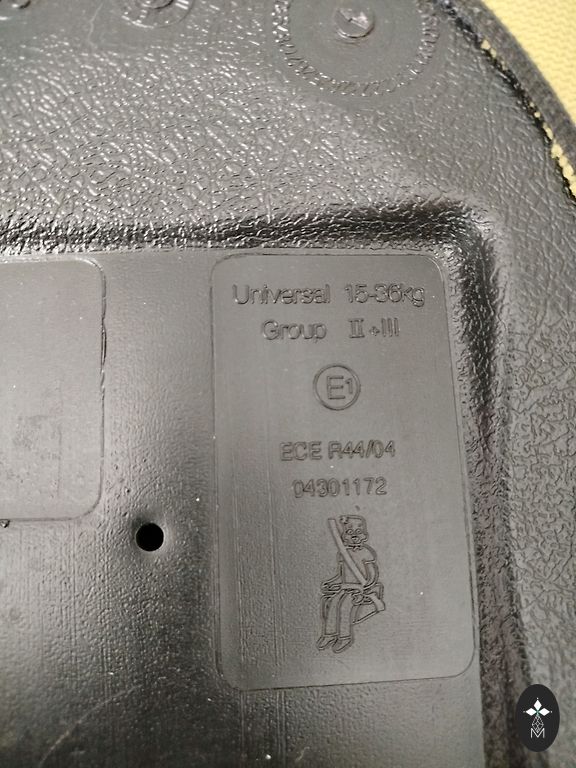 Universal 15-36kg
Group II+III
E1
ECE R44/04
04301172
M